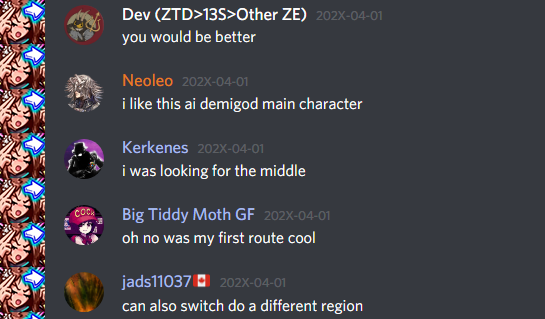 Dev (ZTD>13S>Other ZE) 202X-04-01
you would be better
Neoleo 202X-04-01
i like this ai demigod main character
Kerkenes 202X-04-01
i was looking for the middle
COCK
Big Tiddy Moth GF 202X-04-01
oh no was my first route cool
jads11037🇨🇦 202X-04-01
can also switch do a different region